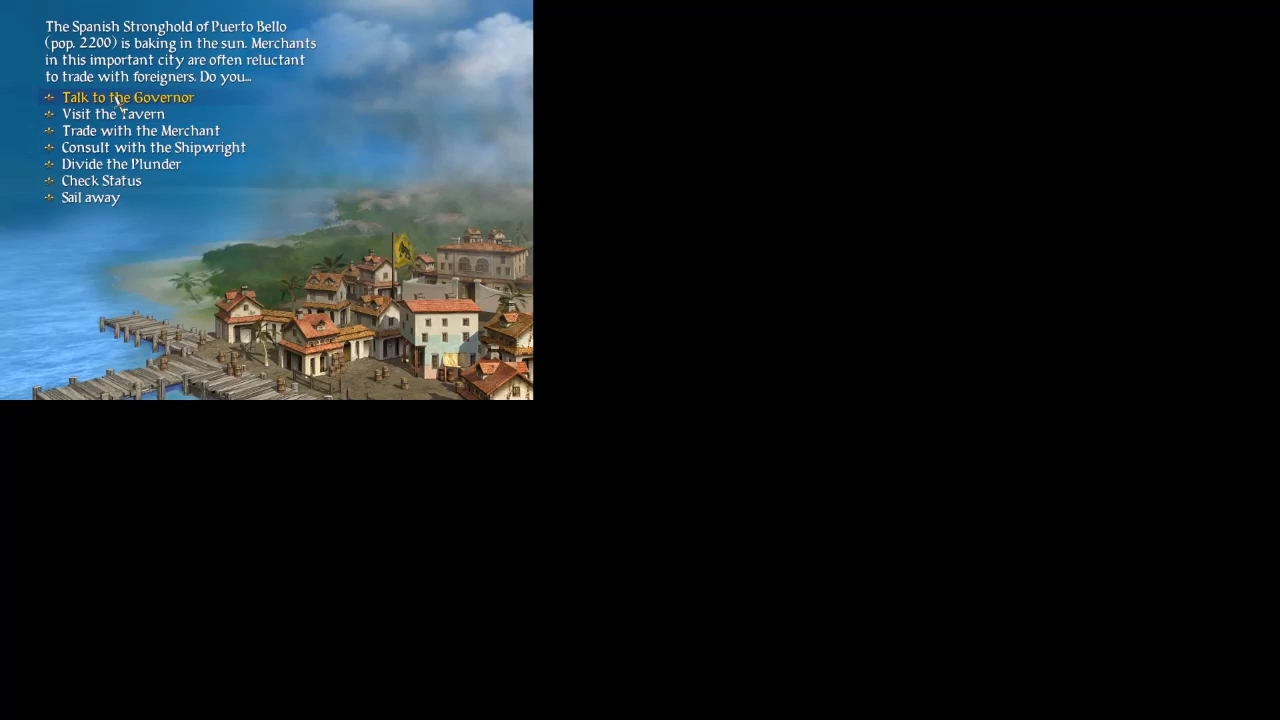 The Spanish Stronghold of Puerto Bello
(pop. 2200) is baking in the sun. Merchants
in this important city are often reluctant
to trade with foreigners. Do you...
Talk to the Governor
Visit the Tavern
Trade with the Merchant
Consult with the Shipwright
Divide the Plunder
Check Status
Sail away